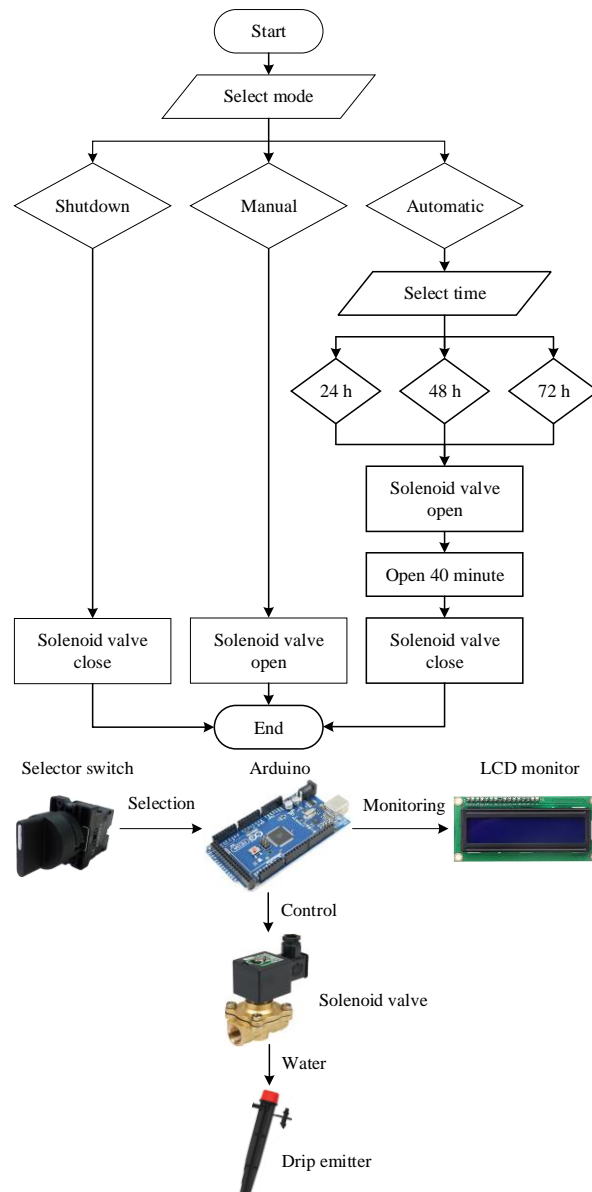 Start
Select mode
Shutdown
Manual
Automatic
Select time
24 h
48 h
72 h
Solenoid valve
open
Open 40 minute
Solenoid valve
close
Solenoid valve
open
Solenoid valve
close
End
Selector switch
Arduino
LCD monitor
Selection
Monitoring
Control
Solenoid valve
Water
Drip emitter